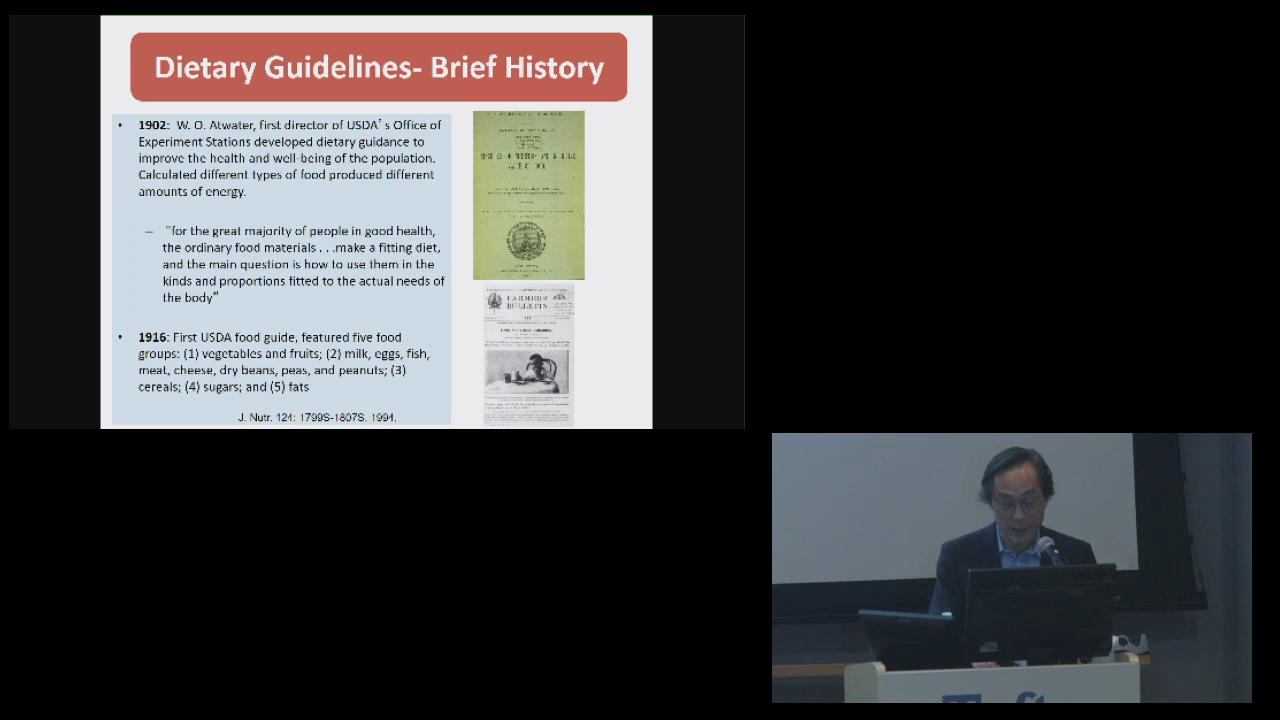 Dietary Guidelines- Brief History
• 1902: W. O. Atwater, first director of USDA's Office of
Experiment Stations developed dietary guidance to
improve the health and well-being of the population.
Calculated different types of food produced different
amounts of energy.
– "for the great majority of people in good health,
the ordinary food materials . . .make a fitting diet,
and the main question is how to use them in the
kinds and proportions fitted to the actual needs of
the body"
• 1916: First USDA food guide, featured five food
groups: (1) vegetables and fruits; (2) milk, eggs, fish,
meat, cheese, dry beans, peas, and peanuts; (3)
cereals; (4) sugars; and (5) fats
J. Nutr. 124: 1799S-1807S, 1994.
FARMERS
BULLETIN